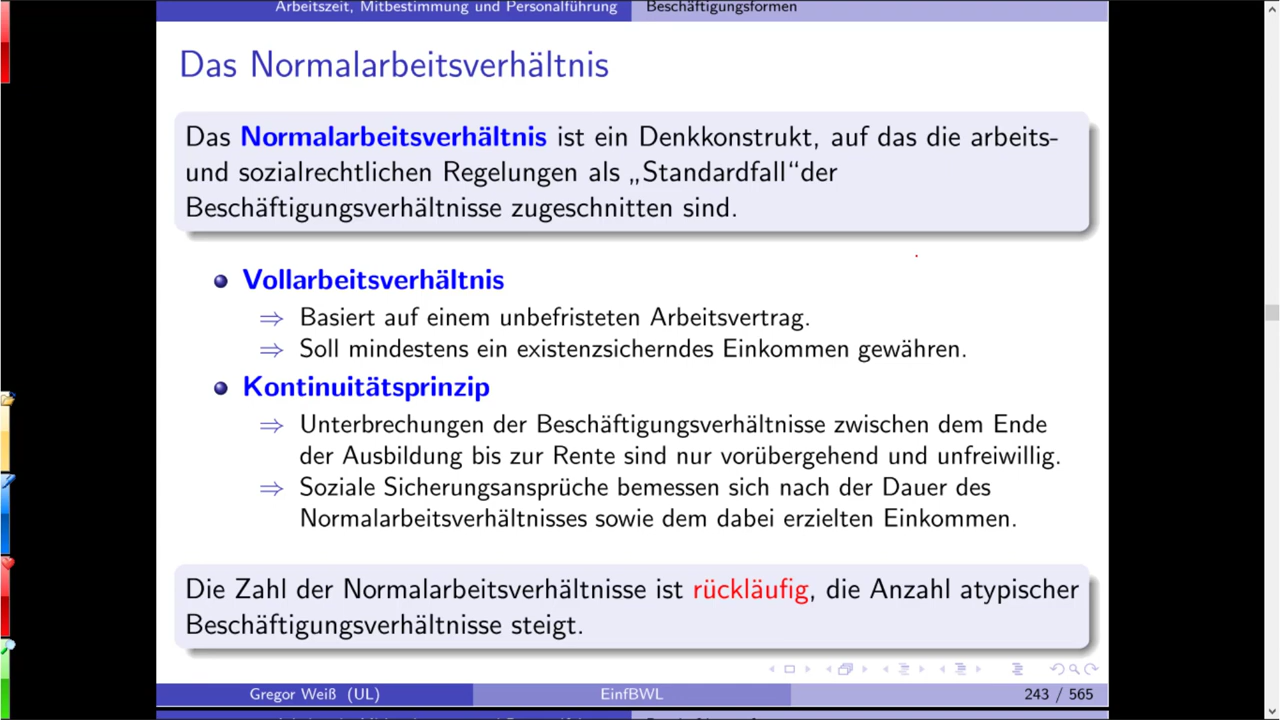 Arbeitszeit, Mitbestimmung und Personalführung Beschäftigungsformen
Das Normalarbeitsverhältnis
Das Normalarbeitsverhältnis ist ein Denkkonstrukt, auf das die arbeits-
und sozialrechtlichen Regelungen als „Standardfall“der
Beschäftigungsverhältnisse zugeschnitten sind.
Vollarbeitsverhältnis
⇒ Basiert auf einem unbefristeten Arbeitsvertrag.
⇒ Soll mindestens ein existenzsicherndes Einkommen gewähren.
Kontinuitätsprinzip
⇒ Unterbrechungen der Beschäftigungsverhältnisse zwischen dem Ende
der Ausbildung bis zur Rente sind nur vorübergehend und unfreiwillig.
⇒ Soziale Sicherungsansprüche bemessen sich nach der Dauer des
Normalarbeitsverhältnisses sowie dem dabei erzielten Einkommen.
Die Zahl der Normalarbeitsverhältnisse ist rückläufig, die Anzahl atypischer
Beschäftigungsverhältnisse steigt.
Gregor Weiß (UL) EinfBWL 243 / 565